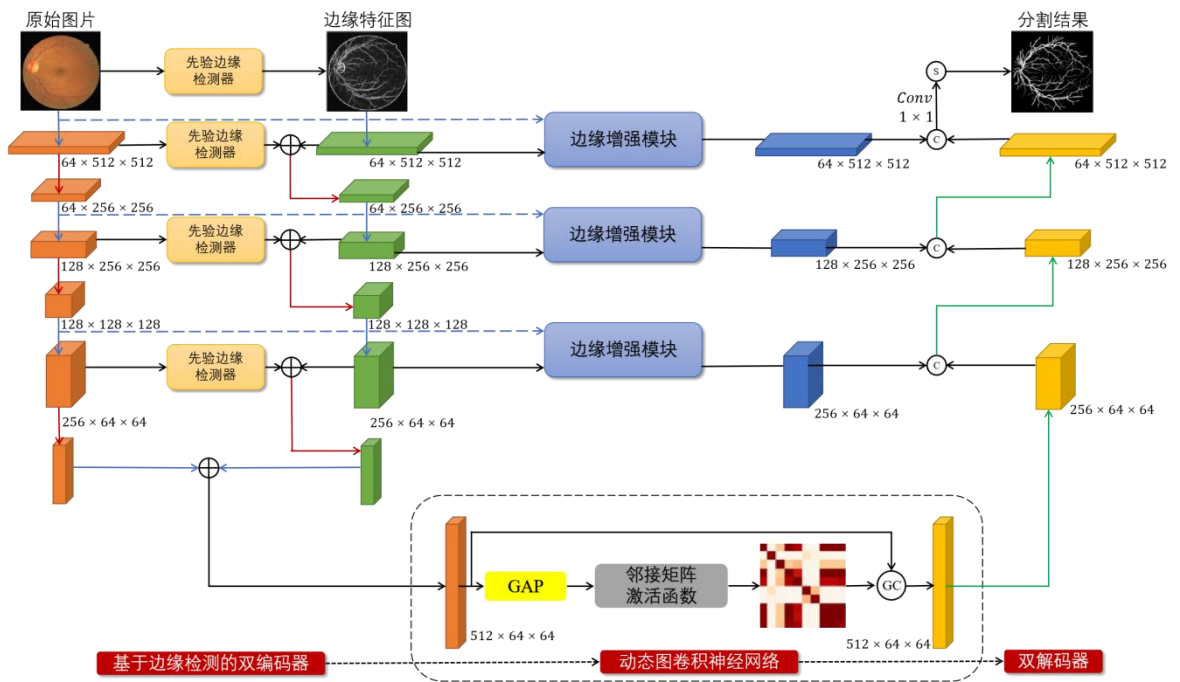 原始图片
边缘特征图
分割结果
先验边缘
检测器
S
Conv
1 × 1
先验边缘
检测器
边缘增强模块
C
64 × 512 × 512
64 × 512 × 512
64 × 512 × 512
64 × 512 × 512
64 × 256 × 256
64 × 256 × 256
先验边缘
检测器
边缘增强模块
C
128 × 256 × 256
128 × 256 × 256
128 × 256 × 256
128 × 256 × 256
128 × 128 × 128
128 × 128 × 128
先验边缘
检测器
边缘增强模块
C
256 × 64 × 64
256 × 64 × 64
256 × 64 × 64
256 × 64 × 64
GAP
邻接矩阵
激活函数
GC
512 × 64 × 64
512 × 64 × 64
基于边缘检测的双编码器
动态图卷积神经网络
双解码器